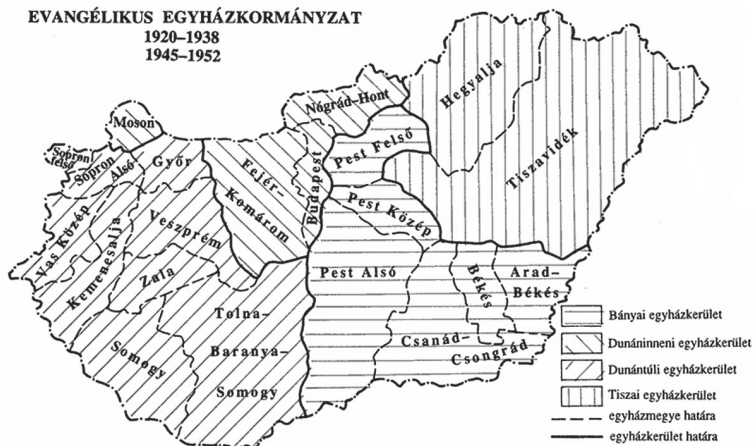 EVANGÉLIKUS EGYHÁZKORMÁNYZAT
1920–1938
1945–1952
Hegyalja
Nógrád–Hont
Moson
Tiszavidék
Pest Felső
Sopron
felső
Sopron
Alsó
Győr
Fejér–
Komárom
Budapest
Pest Közép
Vas Közép
Kemenesalja
Veszprém
Zala
Pest Alsó
Békés
Arad–
Békés
Tolna–
Baranya–
Somogy
Somogy
Csanád–
Csongrád
Bányai egyházkerület
Dunáninneni egyházkerület
Dunántúli egyházkerület
Tiszai egyházkerület
egyházmegye határa
egyházkerület határa